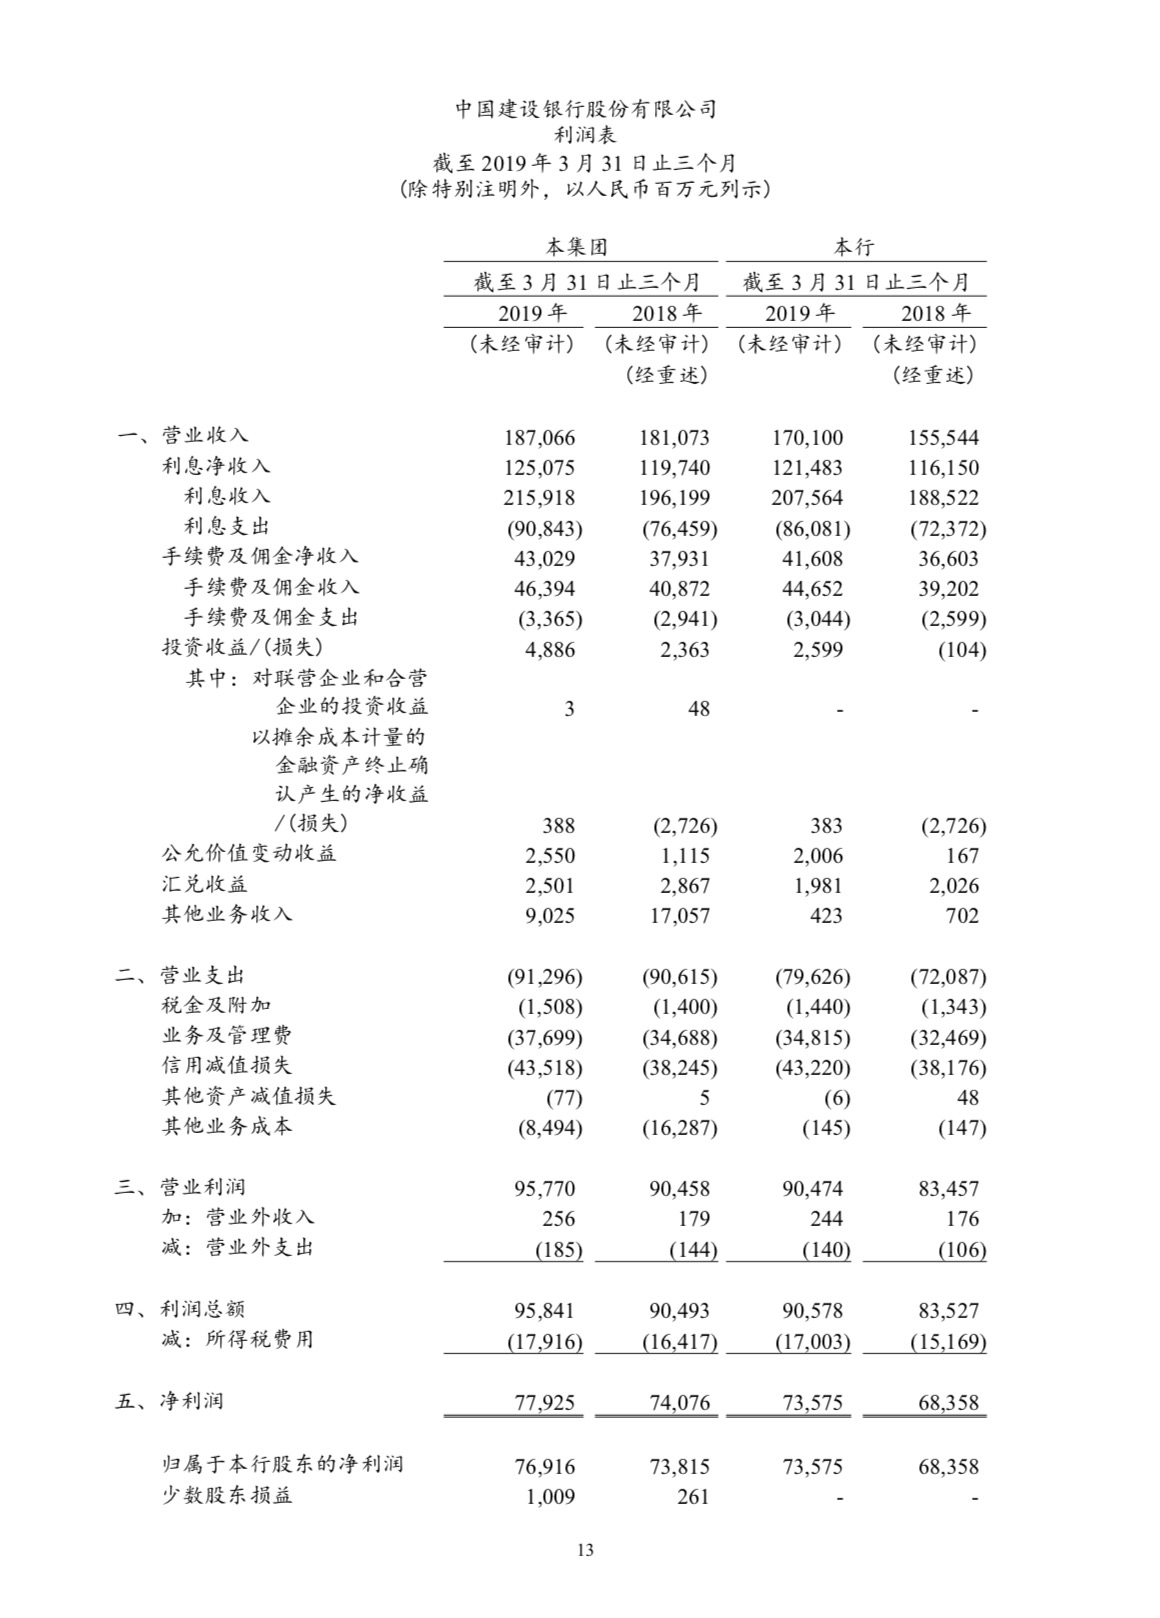 中国建设银行股份有限公司
利润表
截至 2019 年 3 月 31 日止三个月
(除特别注明外，以人民币百万元列示)
本集团 本行
截至 3 月 31 日止三个月 截至 3 月 31 日止三个月
2019 年 2018 年 2019 年 2018 年
(未经审计) (未经审计) (未经审计) (未经审计)
(经重述) (经重述)
一、营业收入 187,066 181,073 170,100 155,544
利息净收入 125,075 119,740 121,483 116,150
利息收入 215,918 196,199 207,564 188,522
利息支出 (90,843) (76,459) (86,081) (72,372)
手续费及佣金净收入 43,029 37,931 41,608 36,603
手续费及佣金收入 46,394 40,872 44,652 39,202
手续费及佣金支出 (3,365) (2,941) (3,044) (2,599)
投资收益/(损失) 4,886 2,363 2,599 (104)
其中：对联营企业和合营
企业的投资收益 3 48 - -
以摊余成本计量的
金融资产终止确
认产生的净收益
/(损失) 388 (2,726) 383 (2,726)
公允价值变动收益 2,550 1,115 2,006 167
汇兑收益 2,501 2,867 1,981 2,026
其他业务收入 9,025 17,057 423 702
二、营业支出 (91,296) (90,615) (79,626) (72,087)
税金及附加 (1,508) (1,400) (1,440) (1,343)
业务及管理费 (37,699) (34,688) (34,815) (32,469)
信用减值损失 (43,518) (38,245) (43,220) (38,176)
其他资产减值损失 (77) 5 (6) 48
其他业务成本 (8,494) (16,287) (145) (147)
三、营业利润 95,770 90,458 90,474 83,457
加：营业外收入 256 179 244 176
减：营业外支出 (185) (144) (140) (106)
四、利润总额 95,841 90,493 90,578 83,527
减：所得税费用 (17,916) (16,417) (17,003) (15,169)
五、净利润 77,925 74,076 73,575 68,358
归属于本行股东的净利润 76,916 73,815 73,575 68,358
少数股东损益 1,009 261 - -
13